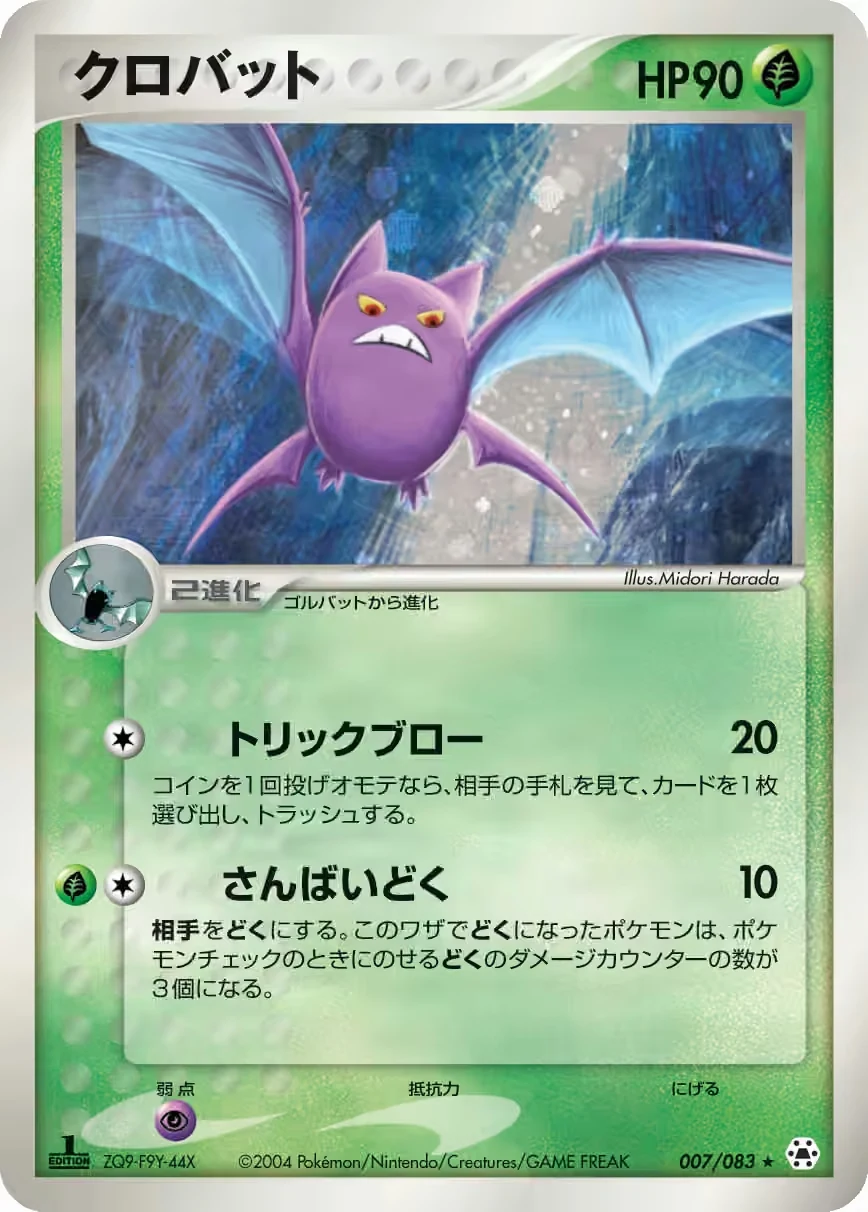 クロバット
HP90
Illus.Midori Harada
2進化
ゴルバットから進化
トリックブロー 20
コインを1回投げオモテなら、相手の手札を見て、カードを1枚
選び出し、トラッシュする。
さんばいどく 10
相手をどくにする。このワザでどくになったポケモンは、ポケ
モンチェックのときにのせるどくのダメージカウンターの数が
3個になる。
弱点 抵抗力 にげる
1 EDITION ZQ9-F9Y-44X ©2004 Pokémon/Nintendo/Creatures/GAME FREAK 007/083 ★